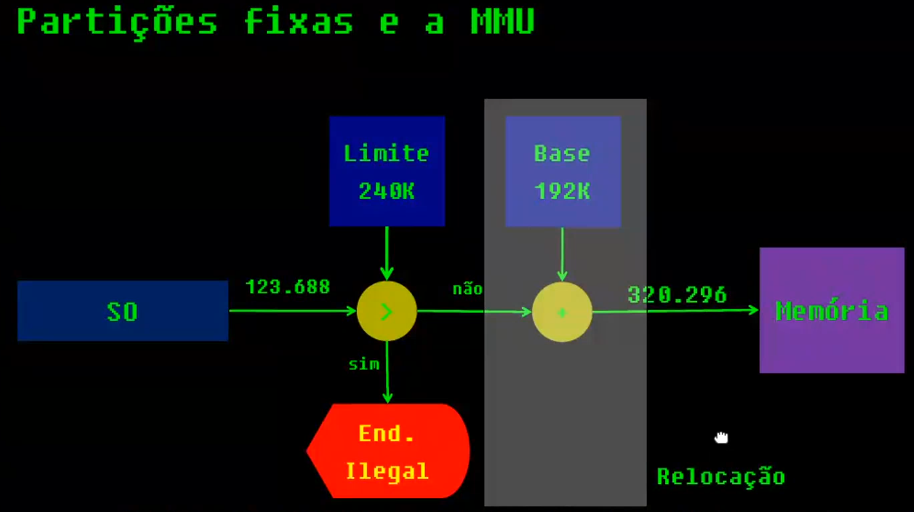 Partições fixas e a MMU
Limite
240K
Base
192K
SO
123.688
>
não
+
320.296
Memória
sim
End.
Ilegal
Relocação